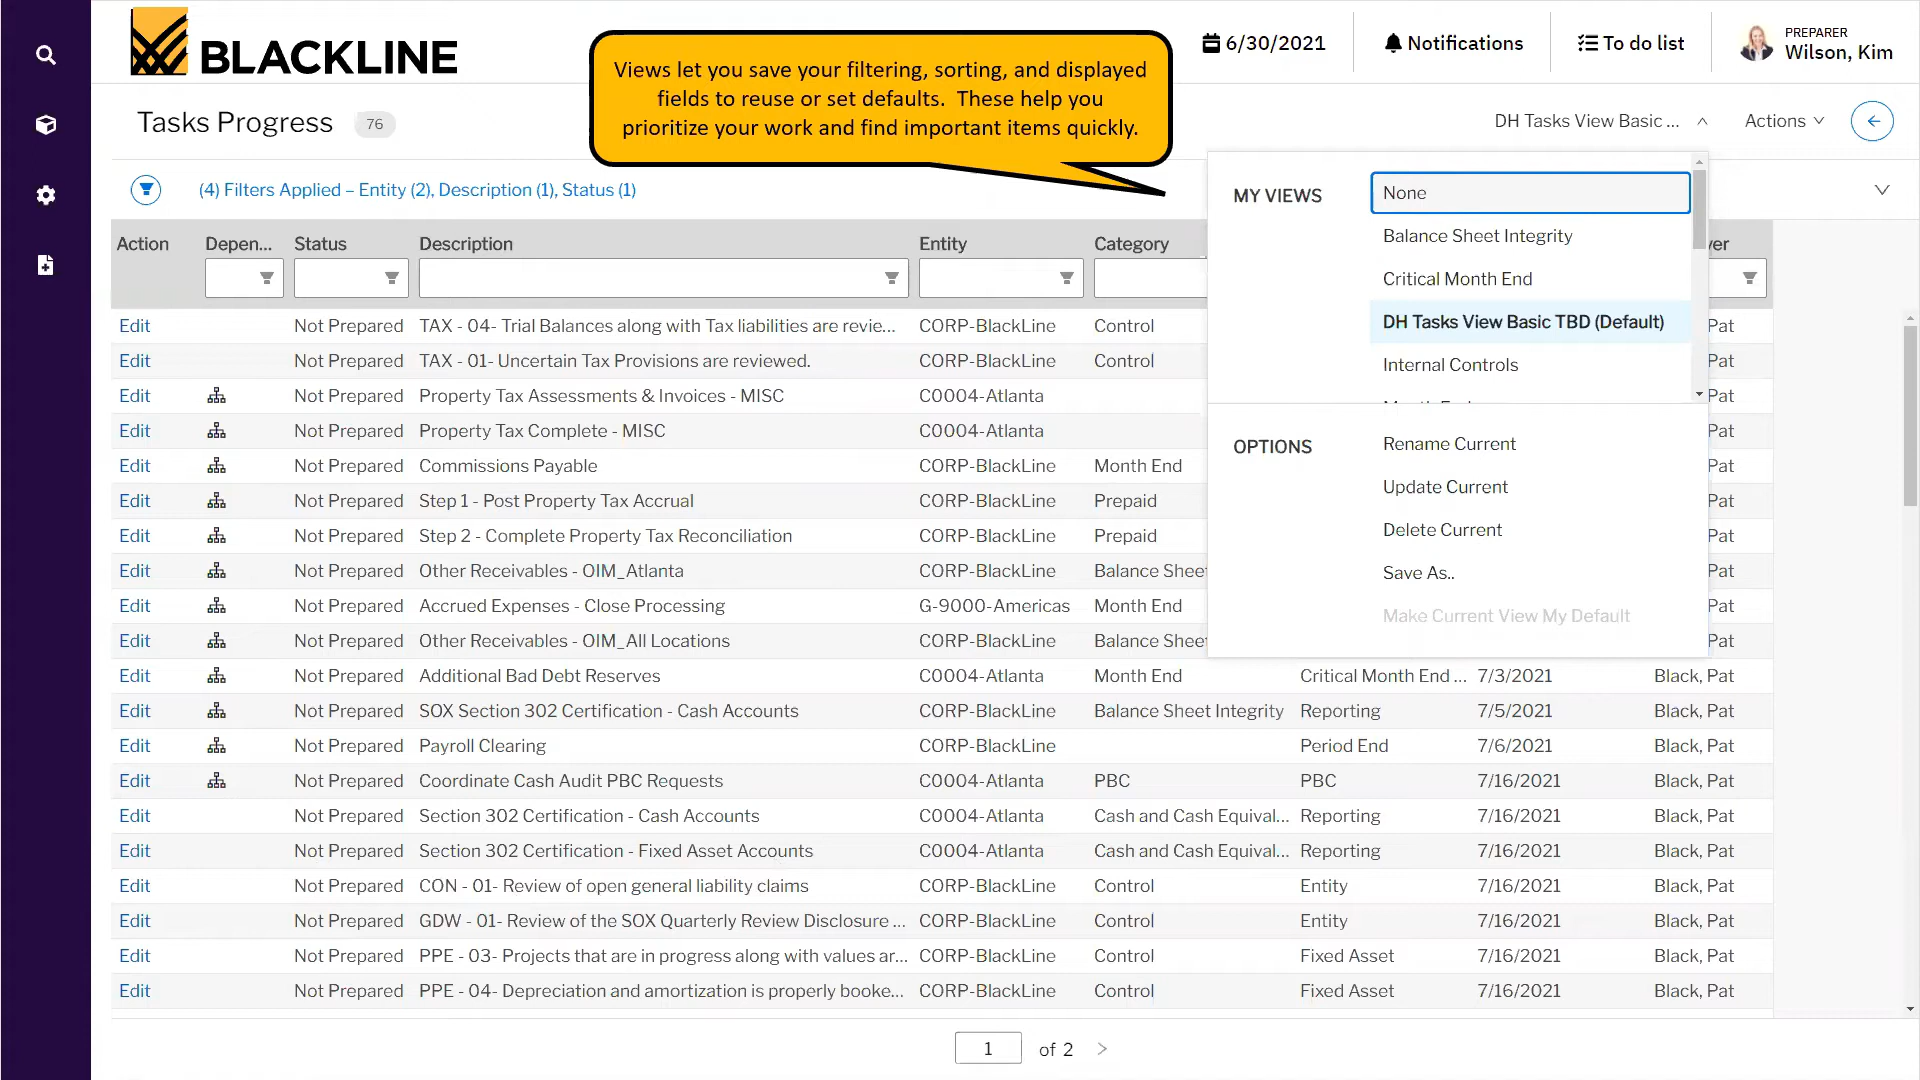 BLACKLINE
Views let you save your filtering, sorting, and displayed
fields to reuse or set defaults.  These help you
prioritize your work and find important items quickly.
6/30/2021
Notifications
To do list
PREPARER
Wilson, Kim
Tasks Progress 76
DH Tasks View Basic ...
Actions
(4) Filters Applied – Entity (2), Description (1), Status (1)
MY VIEWS
None
Balance Sheet Integrity
Critical Month End
DH Tasks View Basic TBD (Default)
Internal Controls
OPTIONS
Rename Current
Update Current
Delete Current
Save As..
Make Current View My Default
Action Depen... Status Description Entity Category
Edit Not Prepared TAX - 04- Trial Balances along with Tax liabilities are revie... CORP-BlackLine Control Pat
Edit Not Prepared TAX - 01- Uncertain Tax Provisions are reviewed. CORP-BlackLine Control Pat
Edit Not Prepared Property Tax Assessments & Invoices - MISC C0004-Atlanta Pat
Edit Not Prepared Property Tax Complete - MISC C0004-Atlanta Pat
Edit Not Prepared Commissions Payable CORP-BlackLine Month End Pat
Edit Not Prepared Step 1 - Post Property Tax Accrual CORP-BlackLine Prepaid Pat
Edit Not Prepared Step 2 - Complete Property Tax Reconciliation CORP-BlackLine Prepaid Pat
Edit Not Prepared Other Receivables - OIM_Atlanta CORP-BlackLine Balance Sheet Pat
Edit Not Prepared Accrued Expenses - Close Processing G-9000-Americas Month End Pat
Edit Not Prepared Other Receivables - OIM_All Locations CORP-BlackLine Balance Sheet Pat
Edit Not Prepared Additional Bad Debt Reserves C0004-Atlanta Month End Critical Month End ... 7/3/2021 Black, Pat
Edit Not Prepared SOX Section 302 Certification - Cash Accounts CORP-BlackLine Balance Sheet Integrity Reporting 7/5/2021 Black, Pat
Edit Not Prepared Payroll Clearing CORP-BlackLine Period End 7/6/2021 Black, Pat
Edit Not Prepared Coordinate Cash Audit PBC Requests C0004-Atlanta PBC PBC 7/16/2021 Black, Pat
Edit Not Prepared Section 302 Certification - Cash Accounts C0004-Atlanta Cash and Cash Equival... Reporting 7/16/2021 Black, Pat
Edit Not Prepared Section 302 Certification - Fixed Asset Accounts C0004-Atlanta Cash and Cash Equival... Reporting 7/16/2021 Black, Pat
Edit Not Prepared CON - 01- Review of open general liability claims CORP-BlackLine Control Entity 7/16/2021 Black, Pat
Edit Not Prepared GDW - 01- Review of the SOX Quarterly Review Disclosure ... CORP-BlackLine Control Entity 7/16/2021 Black, Pat
Edit Not Prepared PPE - 03- Projects that are in progress along with values ar... CORP-BlackLine Control Fixed Asset 7/16/2021 Black, Pat
Edit Not Prepared PPE - 04- Depreciation and amortization is properly booke... CORP-BlackLine Control Fixed Asset 7/16/2021 Black, Pat
1 of 2